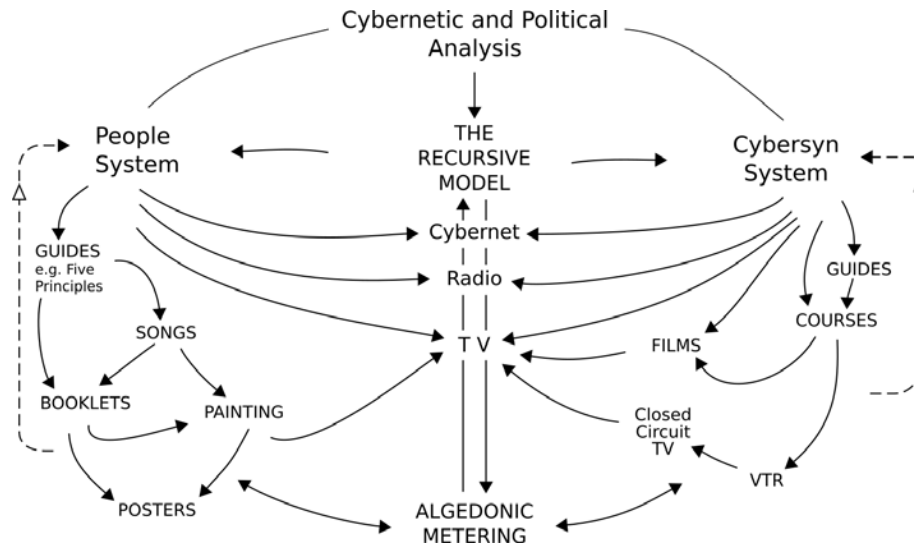 Cybernetic and Political
Analysis
People
System
THE
RECURSIVE
MODEL
Cybersyn
System
Cybernet
GUIDES
e.g. Five
Principles
Radio
GUIDES
SONGS
COURSES
T V
FILMS
BOOKLETS
PAINTING
Closed
Circuit
TV
VTR
POSTERS
ALGEDONIC
METERING